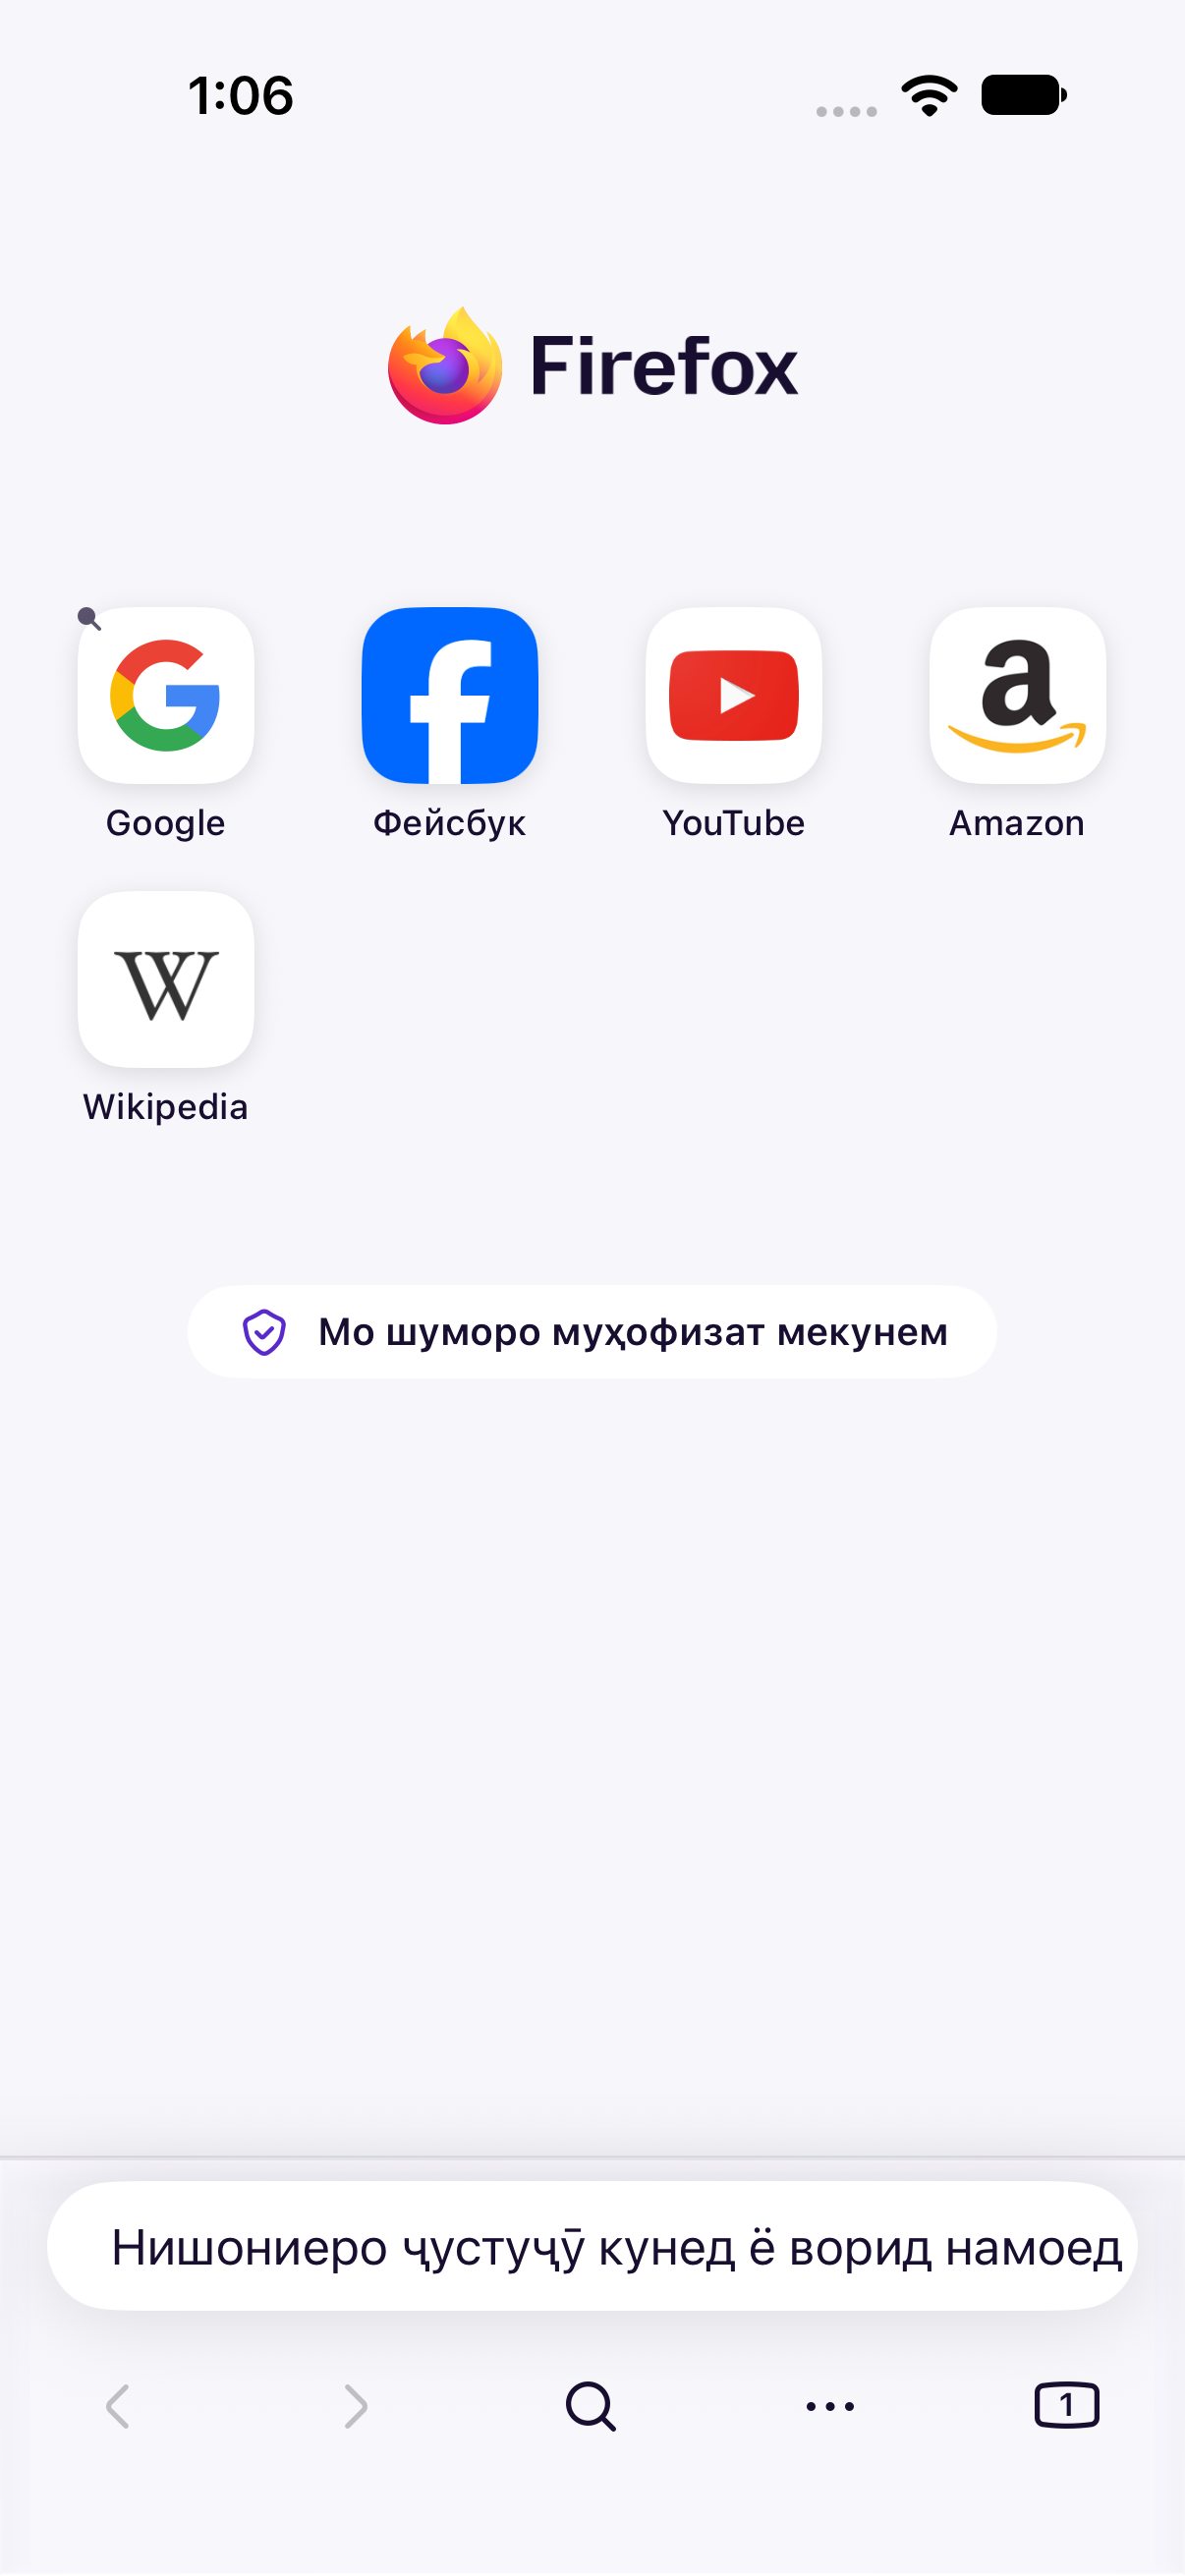 1:06
Firefox
Google
Фейсбук
YouTube
Amazon
Wikipedia
Мо шуморо муҳофизат мекунем
Нишониеро ҷустуҷӯ кунед ё ворид намоед
1